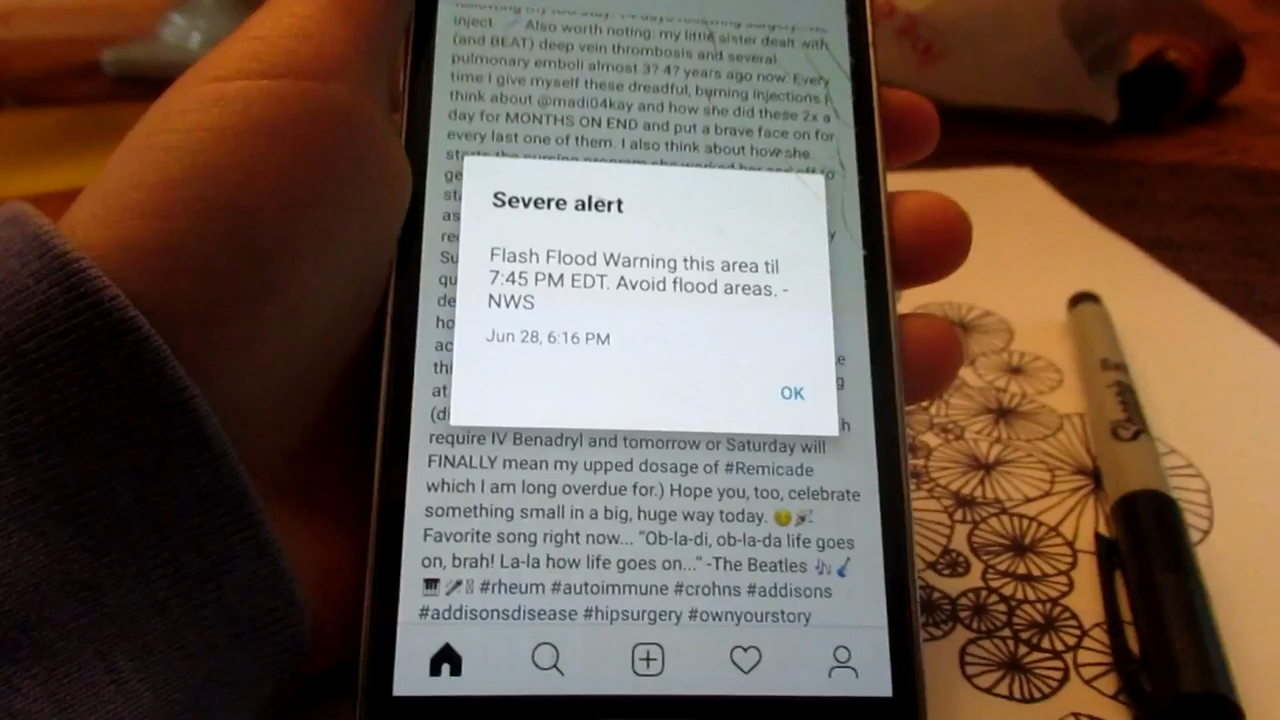 inject. Also worth noting: my little sister dealt with
(and BEAT) deep vein thrombosis and several
pulmonary emboli almost 3? 4? years ago now. Every
time I give myself these dreadful, burning injections I
think about @madi04kay and how she did these 2x a
day for MONTHS ON END and put a brave face on for
every last one of them. I also think about how she
starts the nursing program she worked her
Severe alert
Flash Flood Warning this area til
7:45 PM EDT. Avoid flood areas. -
NWS
Jun 28, 6:16 PM
OK
require IV Benadryl and tomorrow or Saturday will
FINALLY mean my upped dosage of #Remicade
which I am long overdue for.) Hope you, too, celebrate
something small in a big, huge way today. 😌🎉
Favorite song right now... "Ob-la-di, ob-la-da life goes
on, brah! La-la how life goes on..." -The Beatles 🎶🎸
🎹🎤 #rheum #autoimmune #crohns #addisons
#addisonsdisease #hipsurgery #ownyourstory